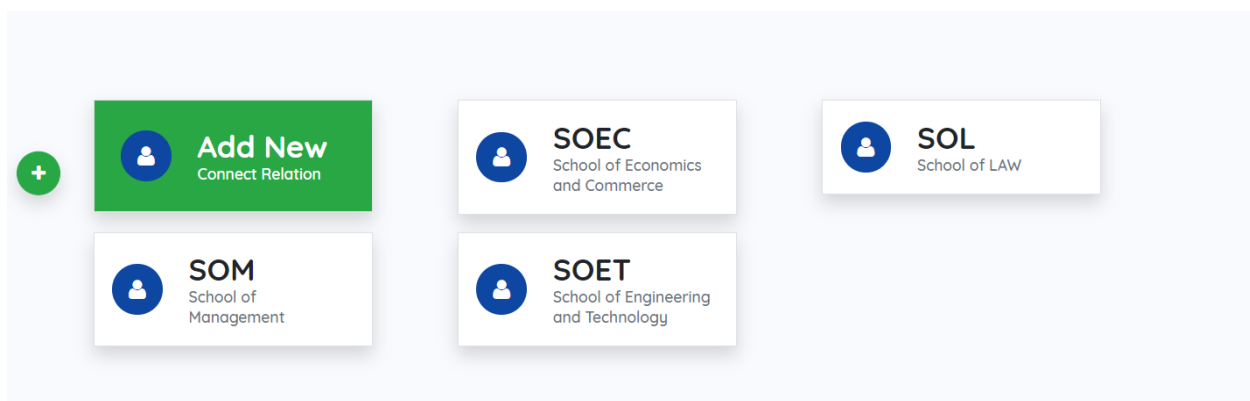 Add New
Connect Relation
SOEC
School of Economics
and Commerce
SOL
School of LAW
SOM
School of
Management
SOET
School of Engineering
and Technology